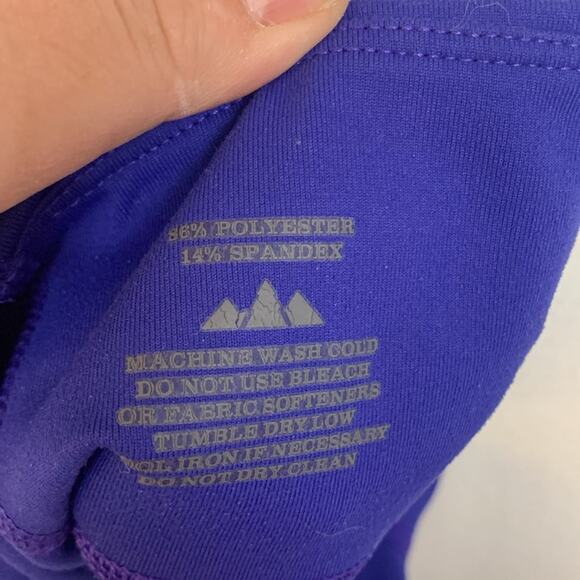 86% POLYESTER
14% SPANDEX
MACHINE WASH COLD
DO NOT USE BLEACH
OR FABRIC SOFTENERS
TUMBLE DRY LOW
OOL IRON IF NECESSARY
DO NOT DRY CLEAN